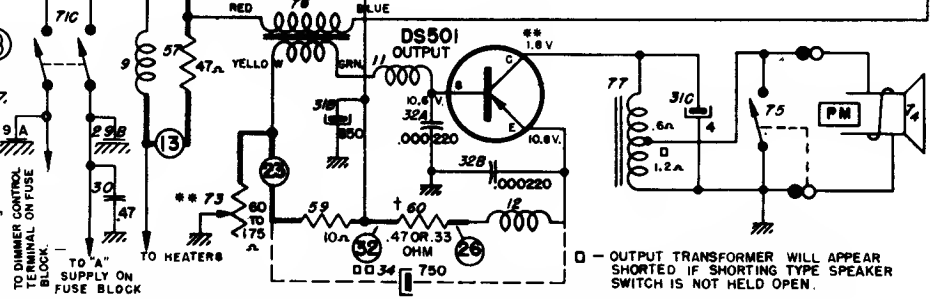 71C
RED
78
BLUE
57
47Ω
9
YELLOW
GRN.
11
DS501
OUTPUT
**
1.8 V
C
B
E
10.6 V.
10.8V.
31B
850
32A
.000220
32B
.000220
77
.6Ω
□
1.2Ω
31C
4
75
PM
74
9 A
29B
13
30
.47
TO DIMMER CONTROL
TERMINAL ON FUSE
BLOCK.
TO "A"
SUPPLY ON
FUSE BLOCK
TO HEATERS
** 73
60
TO
175
Ω
23
59
10Ω
32
† 60
.47 OR.33
OHM
26
12
□□34
750
□ – OUTPUT TRANSFORMER WILL APPEAR
SHORTED IF SHORTING TYPE SPEAKER
SWITCH IS NOT HELD OPEN.